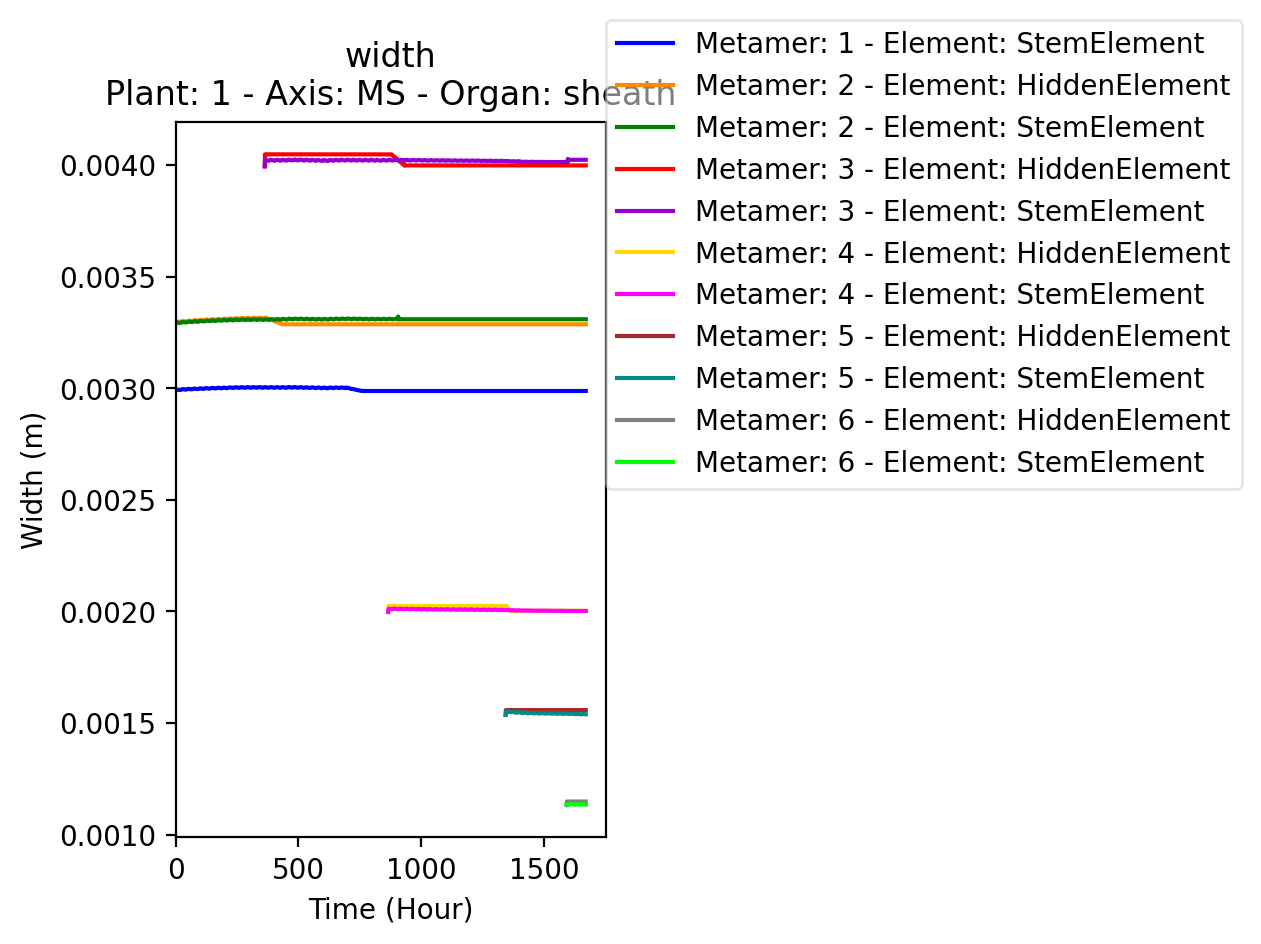 width
Plant: 1 - Axis: MS - Organ: sheath
Metamer: 1 - Element: StemElement
Metamer: 2 - Element: HiddenElement
Metamer: 2 - Element: StemElement
Metamer: 3 - Element: HiddenElement
Metamer: 3 - Element: StemElement
Metamer: 4 - Element: HiddenElement
Metamer: 4 - Element: StemElement
Metamer: 5 - Element: HiddenElement
Metamer: 5 - Element: StemElement
Metamer: 6 - Element: HiddenElement
Metamer: 6 - Element: StemElement
Width (m)
0.0040
0.0035
0.0030
0.0025
0.0020
0.0015
0.0010
0 500 1000 1500
Time (Hour)